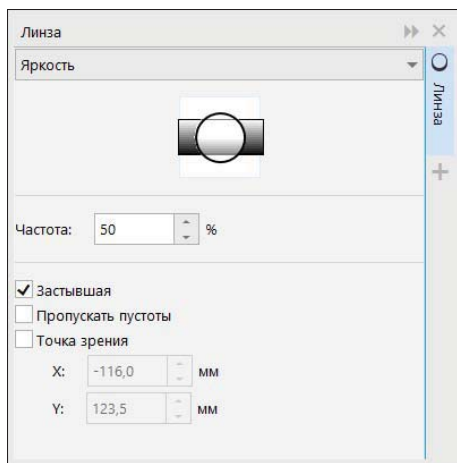 Линза
Яркость
Линза
Частота: 50 %
Застывшая
Пропускать пустоты
Точка зрения
X: -116,0 мм
Y: 123,5 мм